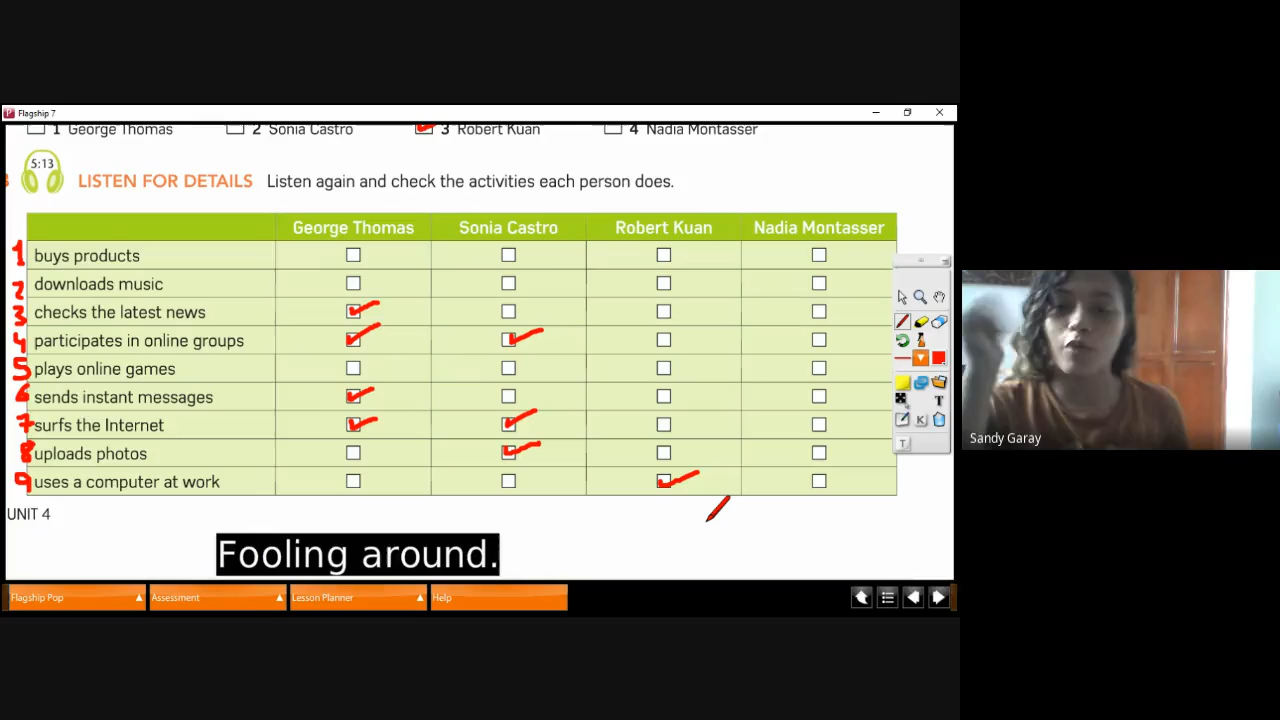 Flagship 7
1 George Thomas 2 Sonia Castro 3 Robert Kuan 4 Nadia Montasser
5:13
LISTEN FOR DETAILS Listen again and check the activities each person does.
George Thomas Sonia Castro Robert Kuan Nadia Montasser
1 buys products
2 downloads music
3 checks the latest news
4 participates in online groups
5 plays online games
6 sends instant messages
7 surfs the Internet
8 uploads photos
9 uses a computer at work
UNIT 4
Fooling around.
Flagship Pop Assessment Lesson Planner Help
T
K
T
Sandy Garay